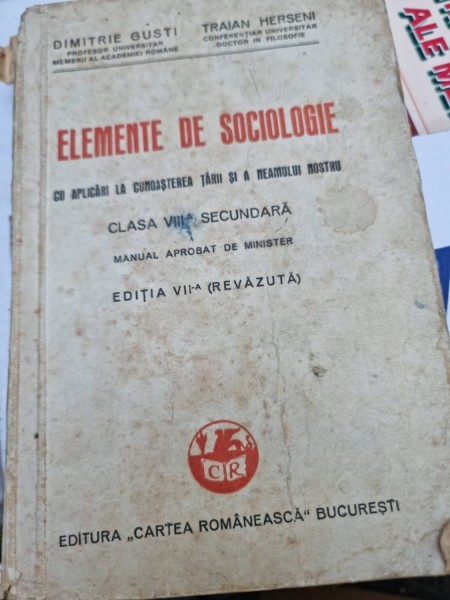 DIMITRIE GUSTI
PROFESOR UNIVERSITAR
MEMBRU AL ACADEMIEI ROMÂNE
TRAIAN HERSENI
CONFERENȚIAR UNIVERSITAR
DOCTOR IN FILOSOFIE
ELEMENTE DE SOCIOLOGIE
CU APLICĂRI LA CUNOAȘTEREA ȚĂRII ȘI A NEAMULUI NOSTRU
CLASA VIII-A SECUNDARĂ
MANUAL APROBAT DE MINISTER
EDIȚIA VII-A (REVĂZUTĂ)
C R
EDITURA „CARTEA ROMÂNEASCĂ" BUCUREȘTI
ALE